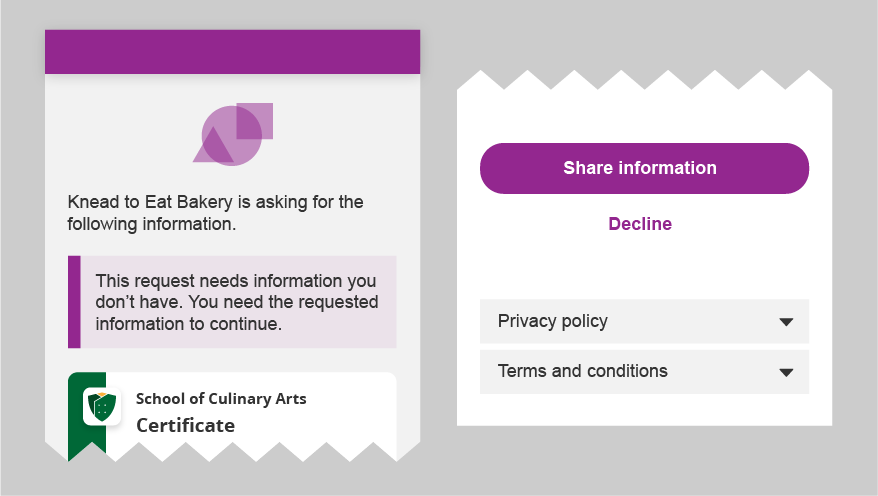 Knead to Eat Bakery is asking for the
following information.
This request needs information you
don’t have. You need the requested
information to continue.
School of Culinary Arts
Certificate
Share information
Decline
Privacy policy
Terms and conditions